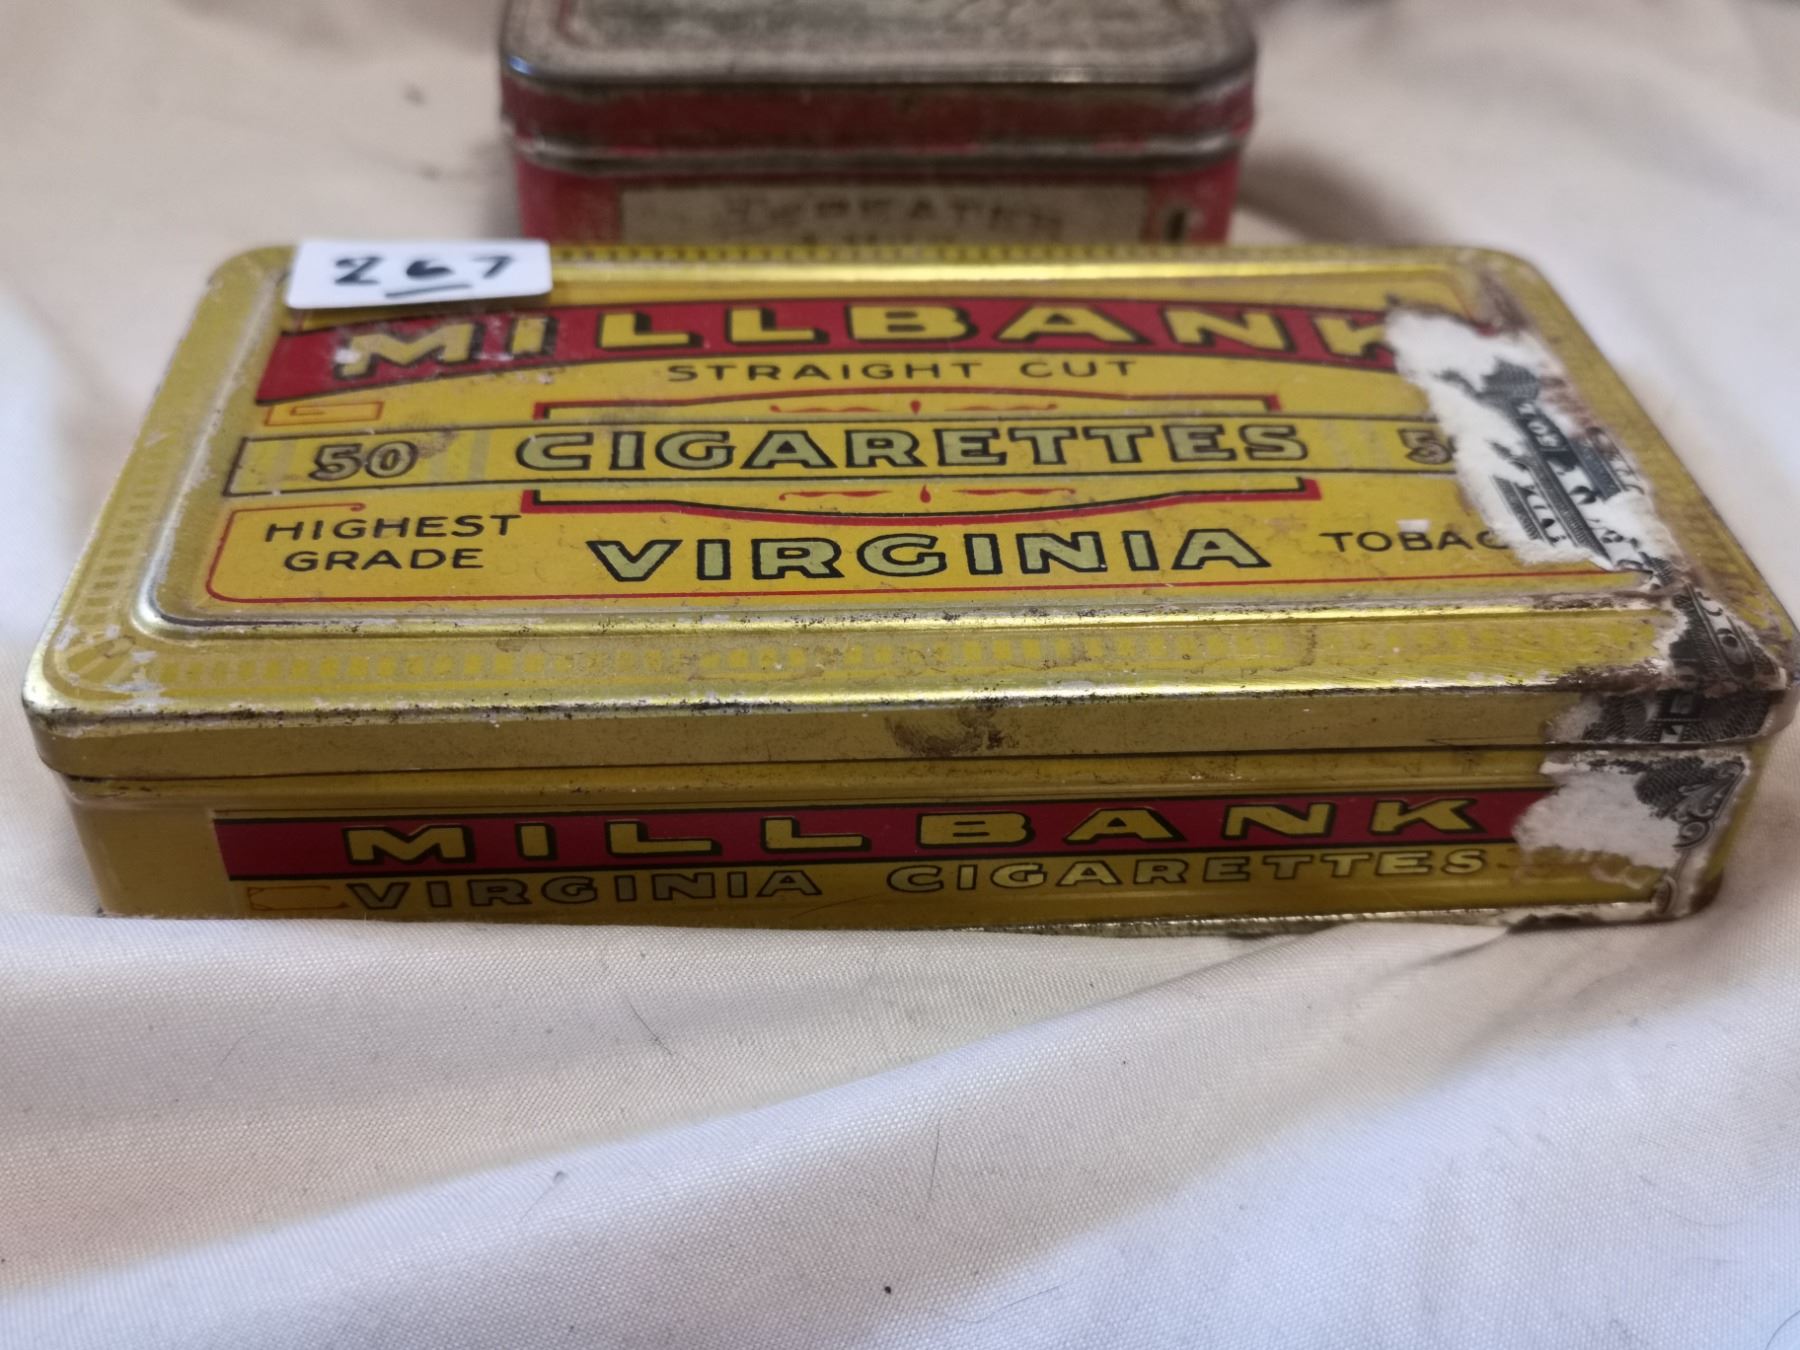 267
MILLBANK
STRAIGHT CUT
50 CIGARETTES
HIGHEST
GRADE
VIRGINIA
MILLBANK
VIRGINIA CIGARETTES